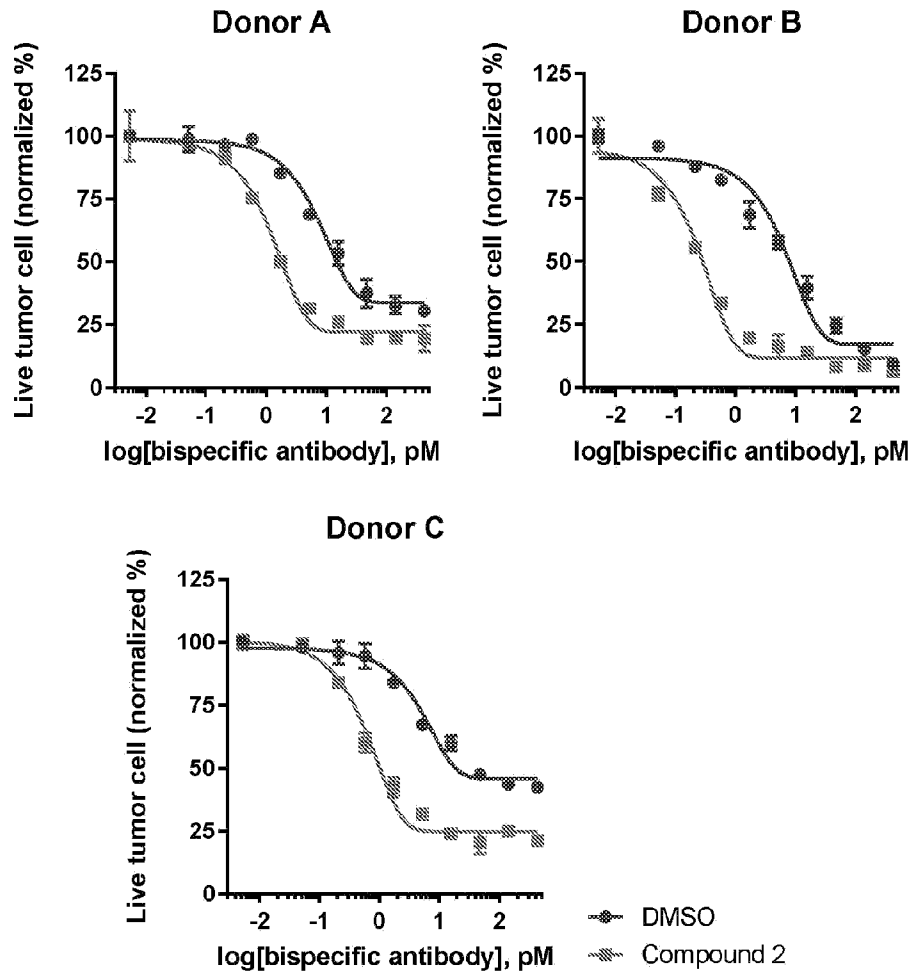 Donor A
Live tumor cell (normalized %)
125
100
75
50
25
0
-2 -1 0 1 2
log[bispecific antibody], pM
Donor B
Live tumor cell (normalized %)
125
100
75
50
25
0
-2 -1 0 1 2
log[bispecific antibody], pM
Donor C
Live tumor cell (normalized %)
125
100
75
50
25
0
-2 -1 0 1 2
log[bispecific antibody], pM
DMSO
Compound 2